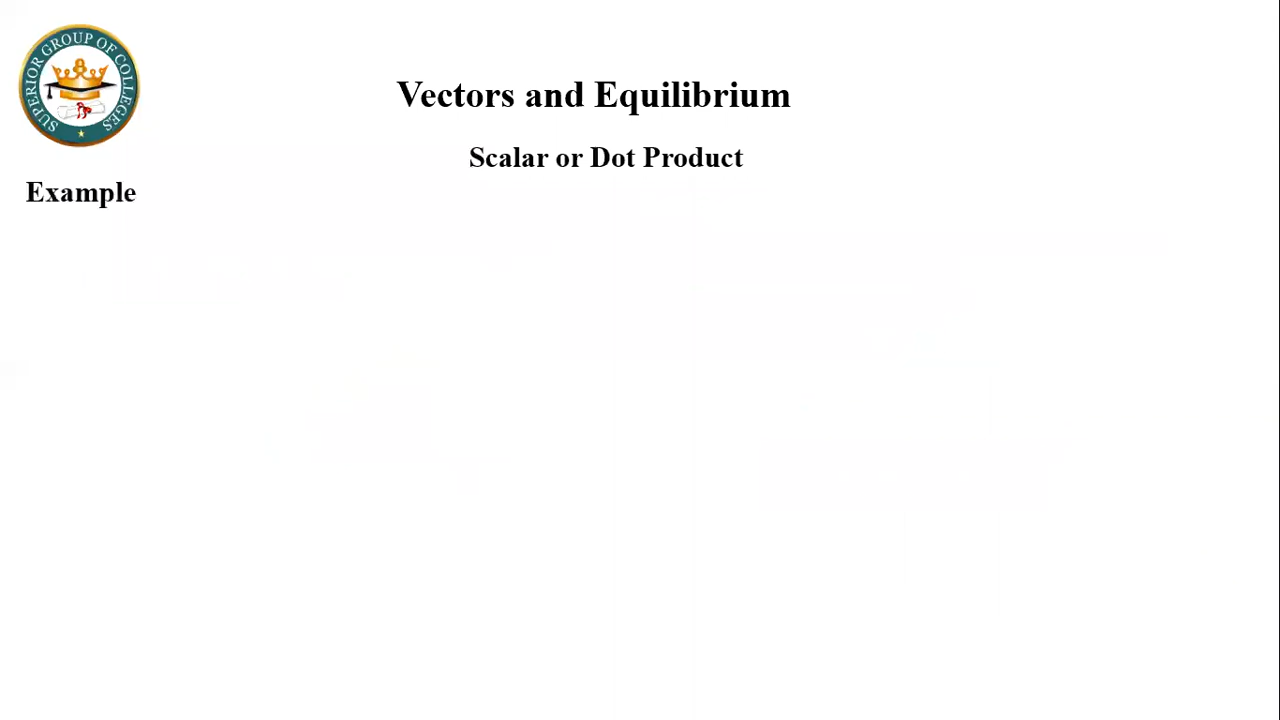 SUPERIOR GROUP OF COLLEGES
Vectors and Equilibrium
Scalar or Dot Product
Example